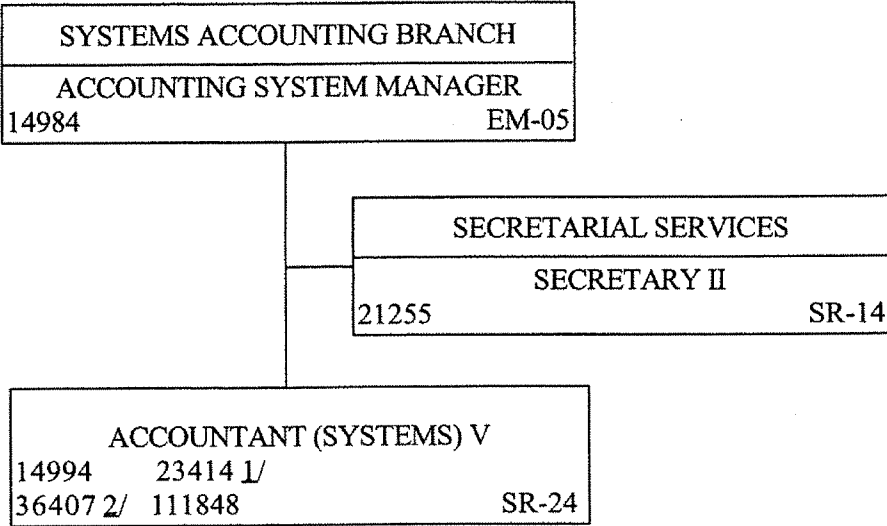 SYSTEMS ACCOUNTING BRANCH
ACCOUNTING SYSTEM MANAGER
14984 EM-05
SECRETARIAL SERVICES
SECRETARY II
21255 SR-14
ACCOUNTANT (SYSTEMS) V
14994 23414 1/
36407 2/ 111848 SR-24